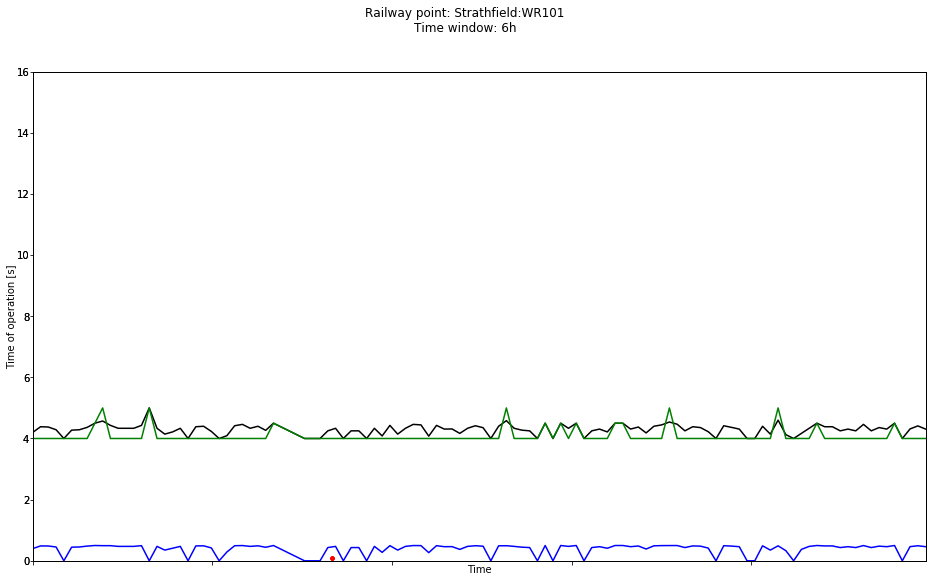 Railway point: Strathfield:WR101
Time window: 6h
16
14
12
10
8
6
4
2
0
Time of operation [s]
Time